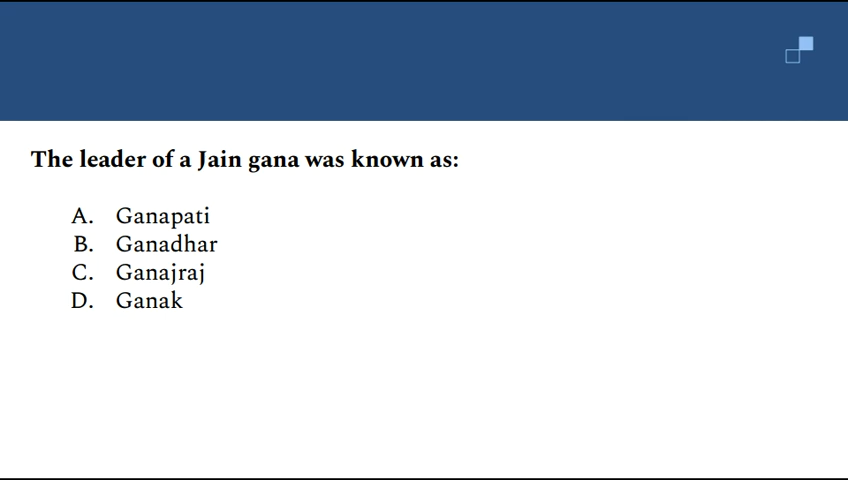 The leader of a Jain gana was known as:
A. Ganapati
B. Ganadhar
C. Ganajraj
D. Ganak